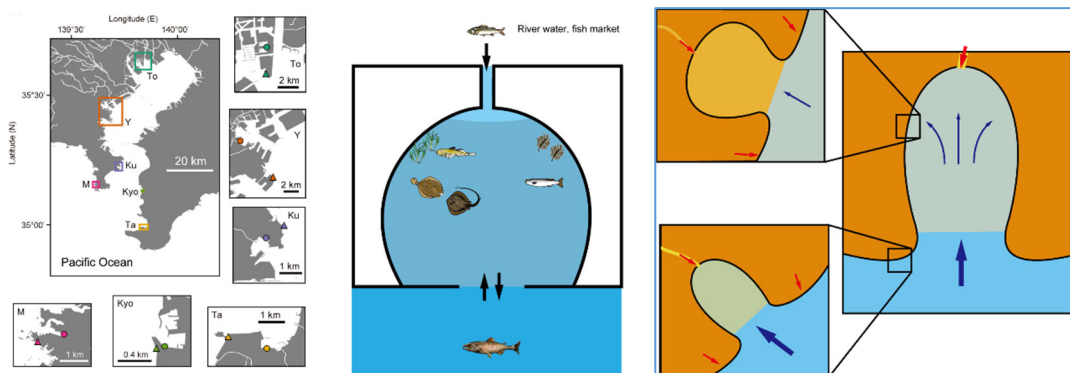 Longitude (E)
139°30'
140°00'
35°30'
35°00'
Latitude (N)
To
Y
Ku
M
Kyo
Ta
20 km
Pacific Ocean
To
2 km
Y
2 km
Ku
1 km
M
1 km
Kyo
0.4 km
Ta
1 km
River water, fish market